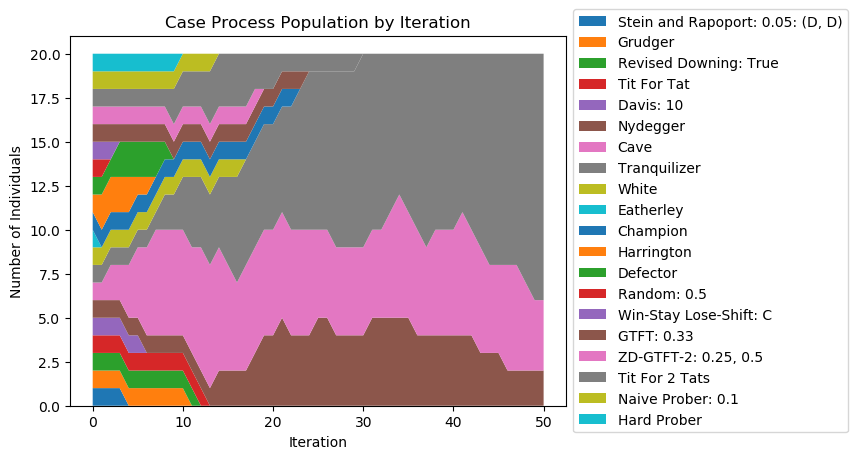 Case Process Population by Iteration
20.0
17.5
15.0
12.5
10.0
7.5
5.0
2.5
0.0
Number of Individuals
0 10 20 30 40 50
Iteration
Stein and Rapoport: 0.05: (D, D)
Grudger
Revised Downing: True
Tit For Tat
Davis: 10
Nydegger
Cave
Tranquilizer
White
Eatherley
Champion
Harrington
Defector
Random: 0.5
Win-Stay Lose-Shift: C
GTFT: 0.33
ZD-GTFT-2: 0.25, 0.5
Tit For 2 Tats
Naive Prober: 0.1
Hard Prober